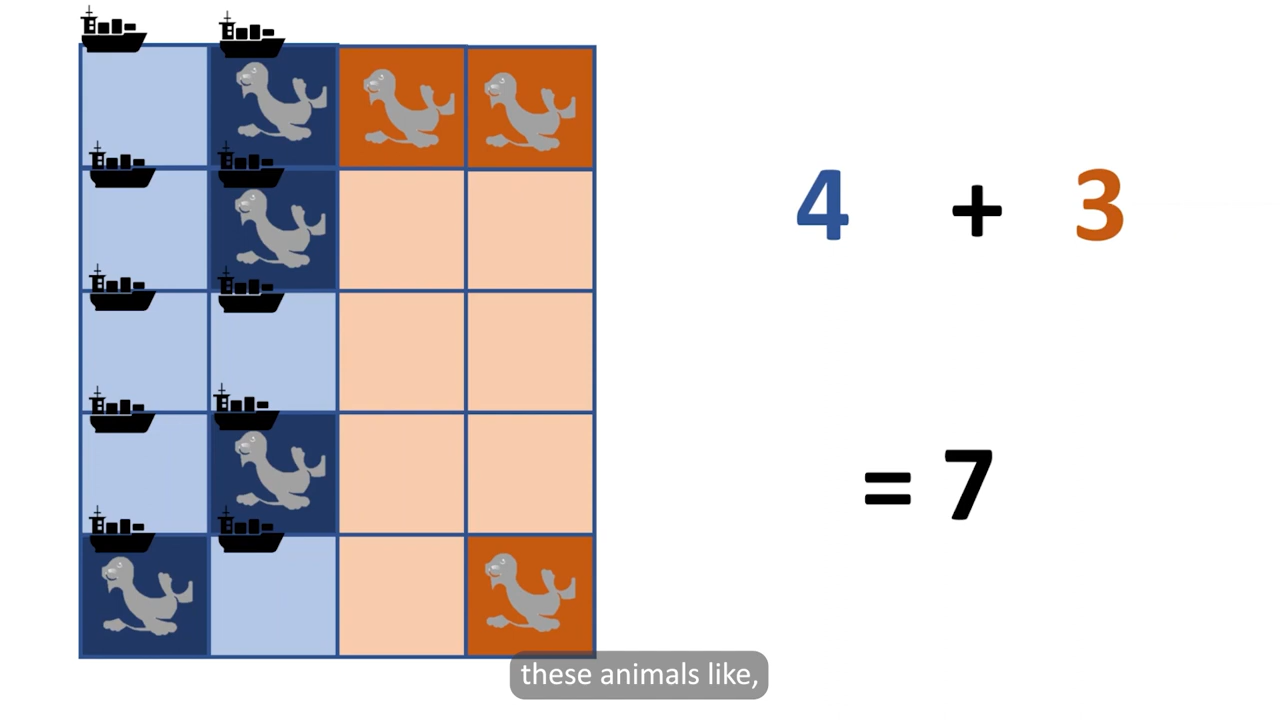 4 + 3
= 7
these animals like,